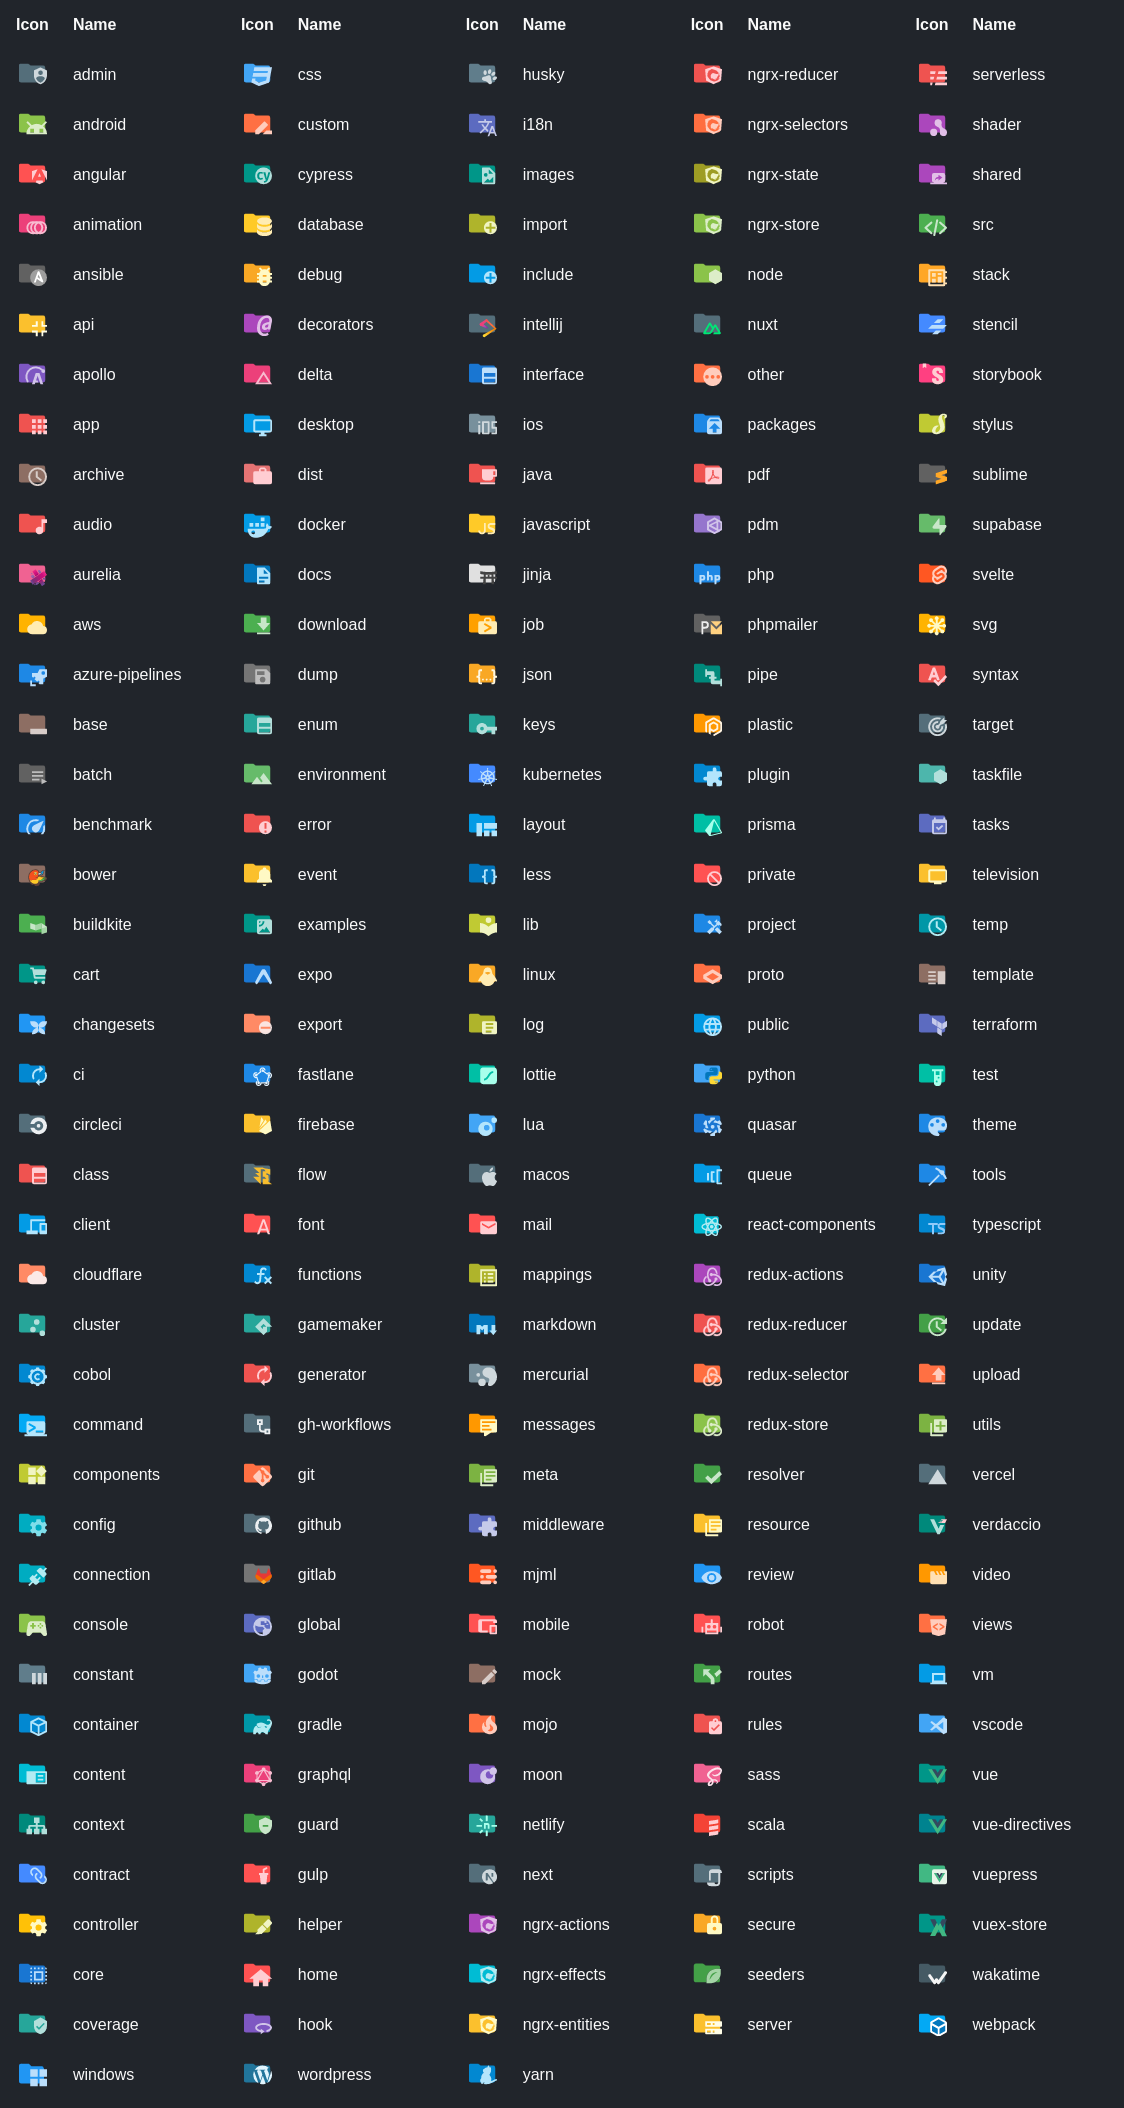 Icon Name Icon Name Icon Name Icon Name Icon Name
admin css husky ngrx-reducer serverless
android custom i18n ngrx-selectors shader
angular cypress images ngrx-state shared
animation database import ngrx-store src
ansible debug include node stack
api decorators intellij nuxt stencil
apollo delta interface other storybook
app desktop ios packages stylus
archive dist java pdf sublime
audio docker javascript pdm supabase
aurelia docs jinja php svelte
aws download job phpmailer svg
azure-pipelines dump json pipe syntax
base enum keys plastic target
batch environment kubernetes plugin taskfile
benchmark error layout prisma tasks
bower event less private television
buildkite examples lib project temp
cart expo linux proto template
changesets export log public terraform
ci fastlane lottie python test
circleci firebase lua quasar theme
class flow macos queue tools
client font mail react-components typescript
cloudflare functions mappings redux-actions unity
cluster gamemaker markdown redux-reducer update
cobol generator mercurial redux-selector upload
command gh-workflows messages redux-store utils
components git meta resolver vercel
config github middleware resource verdaccio
connection gitlab mjml review video
console global mobile robot views
constant godot mock routes vm
container gradle mojo rules vscode
content graphql moon sass vue
context guard netlify scala vue-directives
contract gulp next scripts vuepress
controller helper ngrx-actions secure vuex-store
core home ngrx-effects seeders wakatime
coverage hook ngrx-entities server webpack
windows wordpress yarn